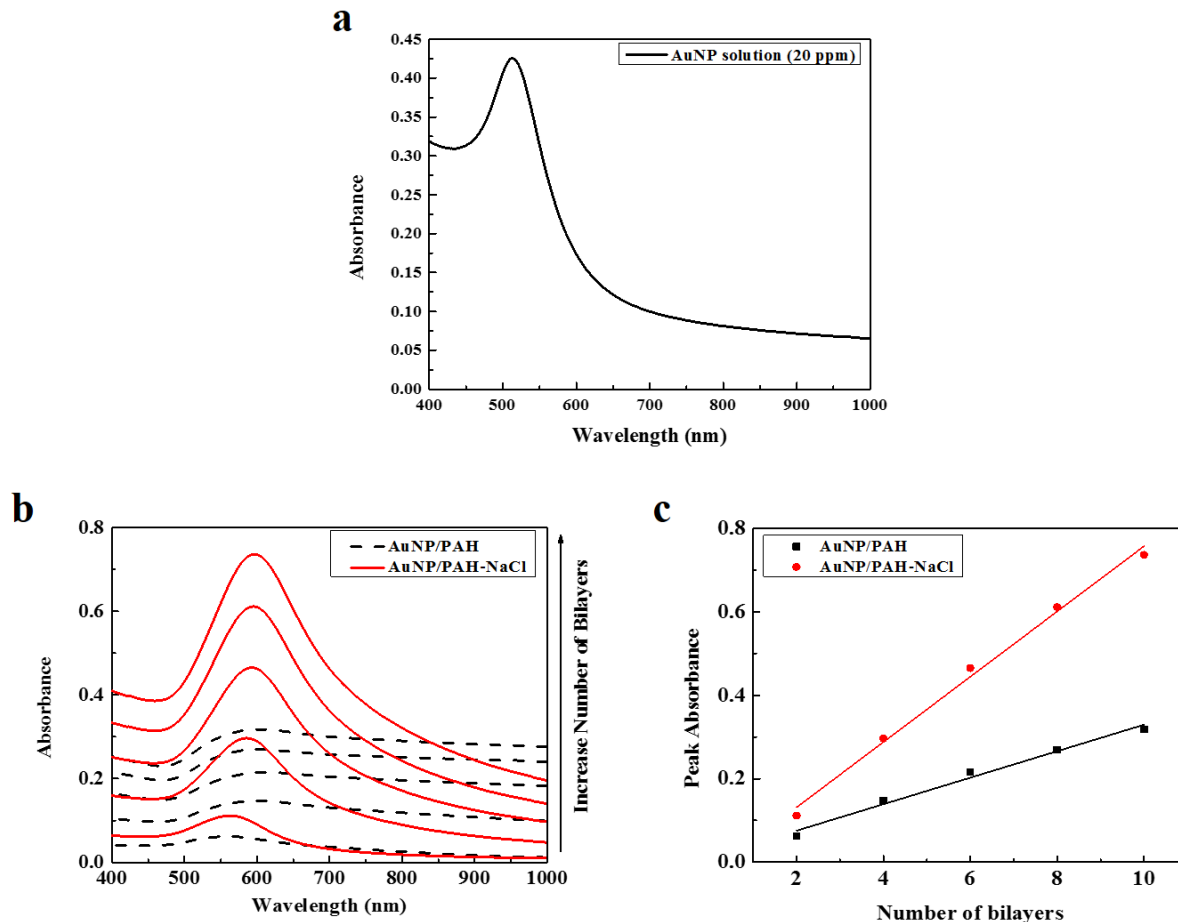 a
AuNP solution (20 ppm)
0.45
0.40
0.35
0.30
0.25
0.20
0.15
0.10
0.05
0.00
Absorbance
400 500 600 700 800 900 1000
Wavelength (nm)
b
AuNP/PAH
AuNP/PAH-NaCl
0.8
0.6
0.4
0.2
0.0
Absorbance
400 500 600 700 800 900 1000
Wavelength (nm)
Increase Number of Bilayers
c
AuNP/PAH
AuNP/PAH-NaCl
0.8
0.6
0.4
0.2
0.0
Peak Absorbance
2 4 6 8 10
Number of bilayers